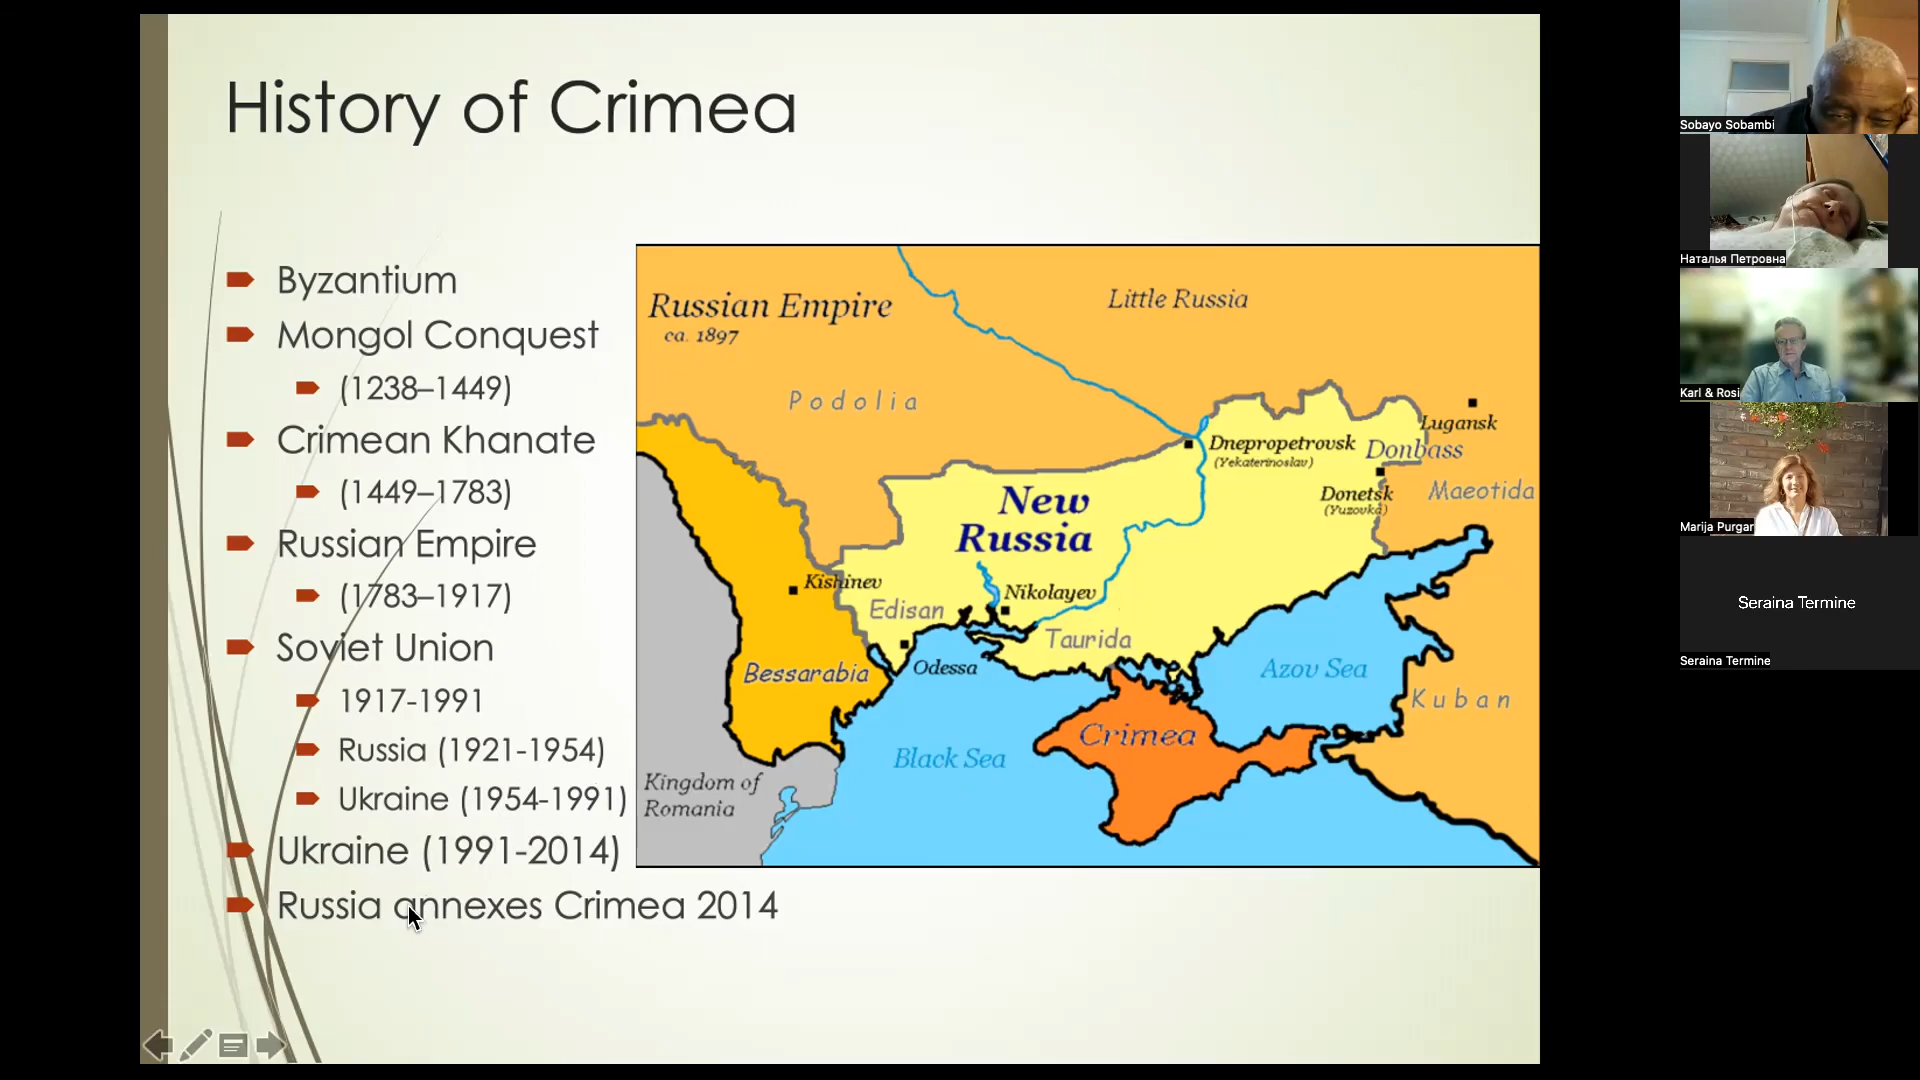 History of Crimea
Byzantium
Mongol Conquest
(1238–1449)
Crimean Khanate
(1449–1783)
Russian Empire
(1783–1917)
Soviet Union
1917-1991
Russia (1921-1954)
Ukraine (1954-1991)
Ukraine (1991-2014)
Russia annexes Crimea 2014
Russian Empire
ca. 1897
Little Russia
Podolia
Lugansk
Dnepropetrovsk
(Yekaterinoslav)
Donbass
Donetsk
(Yuzovka)
Maeotida
New
Russia
Kishinev
Edisan
Nikolayev
Taurida
Odessa
Bessarabia
Azov Sea
Kuban
Crimea
Black Sea
Kingdom of
Romania
Sobayo Sobambi
Наталья Петровна
Karl & Rosi
Marija Purgar
Seraina Termine
Seraina Termine